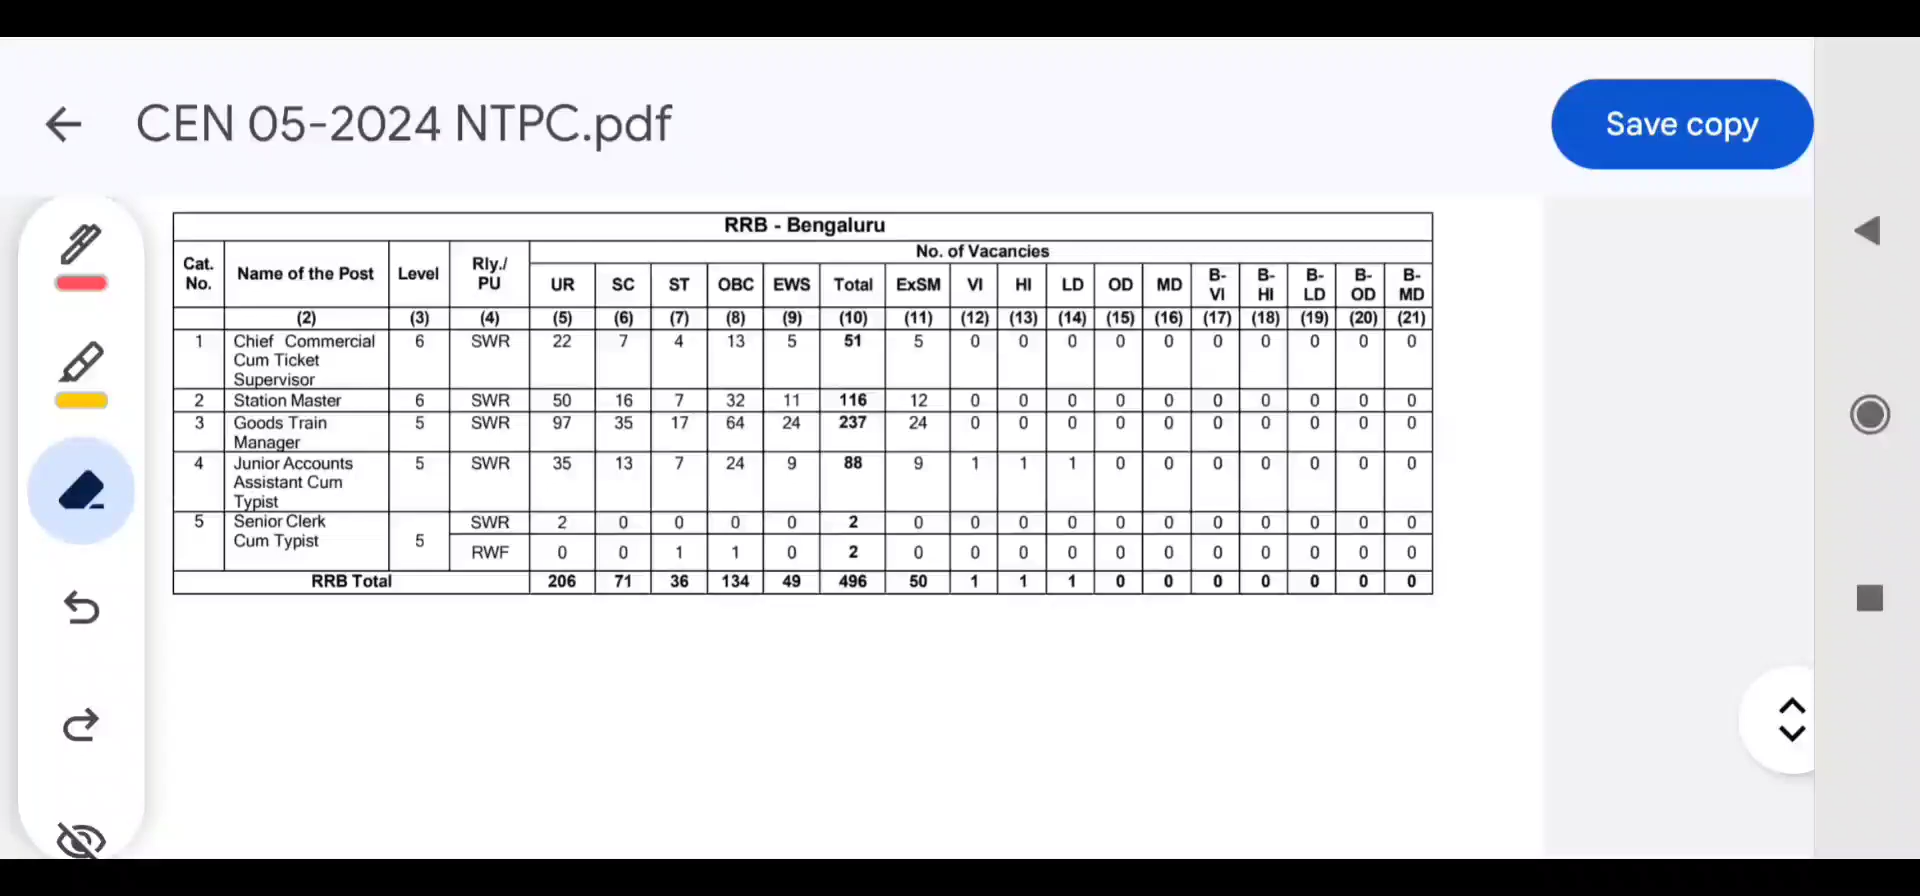 CEN 05-2024 NTPC.pdf
Save copy
RRB - Bengaluru
Cat. No. Name of the Post Level Rly./ PU No. of Vacancies
UR SC ST OBC EWS Total ExSM VI HI LD OD MD B-VI B-HI B-LD B-OD B-MD
(2) (3) (4) (5) (6) (7) (8) (9) (10) (11) (12) (13) (14) (15) (16) (17) (18) (19) (20) (21)
1 Chief Commercial 6 SWR 22 7 4 13 5 51 5 0 0 0 0 0 0 0 0 0 0
Cum Ticket
Supervisor
2 Station Master 6 SWR 50 16 7 32 11 116 12 0 0 0 0 0 0 0 0 0 0
3 Goods Train 5 SWR 97 35 17 64 24 237 24 0 0 0 0 0 0 0 0 0 0
Manager
4 Junior Accounts 5 SWR 35 13 7 24 9 88 9 1 1 1 0 0 0 0 0 0 0
Assistant Cum
Typist
5 Senior Clerk SWR 2 0 0 0 0 2 0 0 0 0 0 0 0 0 0 0 0
Cum Typist 5 RWF 0 0 1 1 0 2 0 0 0 0 0 0 0 0 0 0 0
RRB Total 206 71 36 134 49 496 50 1 1 1 0 0 0 0 0 0 0